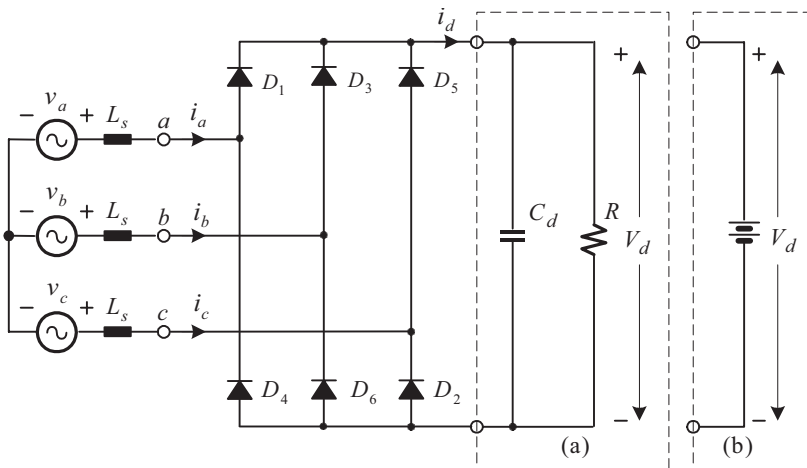 i_d
D_1 D_3 D_5
− v_a + L_s a i_a
− v_b + L_s b i_b
C_d R + V_d −
+ V_d −
− v_c + L_s c i_c
D_4 D_6 D_2
(a) (b)